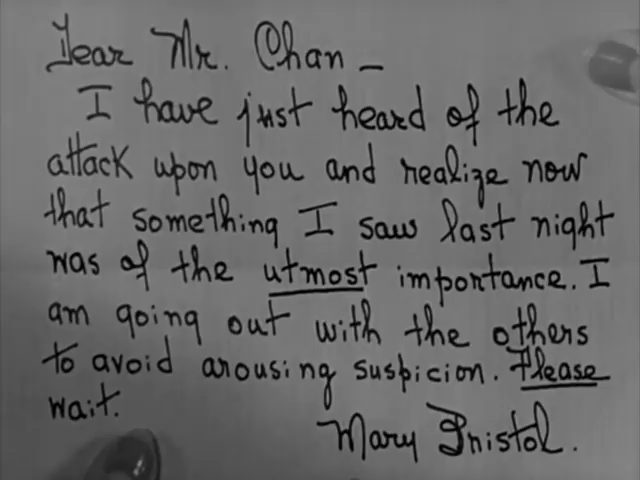 Dear Mr. Chan –
I have just heard of the
attack upon you and realize now
that something I saw last night
was of the utmost importance. I
am going out with the others
to avoid arousing suspicion. Please
wait.
Mary Bristol.